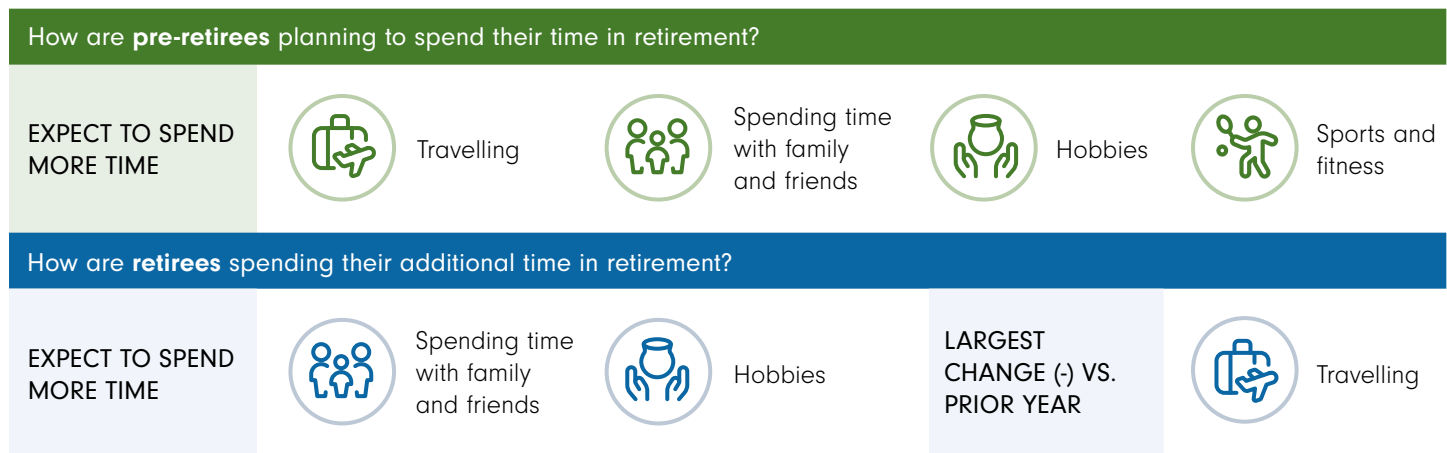 How are pre-retirees planning to spend their time in retirement?
EXPECT TO SPEND
MORE TIME
Travelling
Spending time
with family
and friends
Hobbies
Sports and
fitness
How are retirees spending their additional time in retirement?
EXPECT TO SPEND
MORE TIME
Spending time
with family
and friends
Hobbies
LARGEST
CHANGE (-) VS.
PRIOR YEAR
Travelling